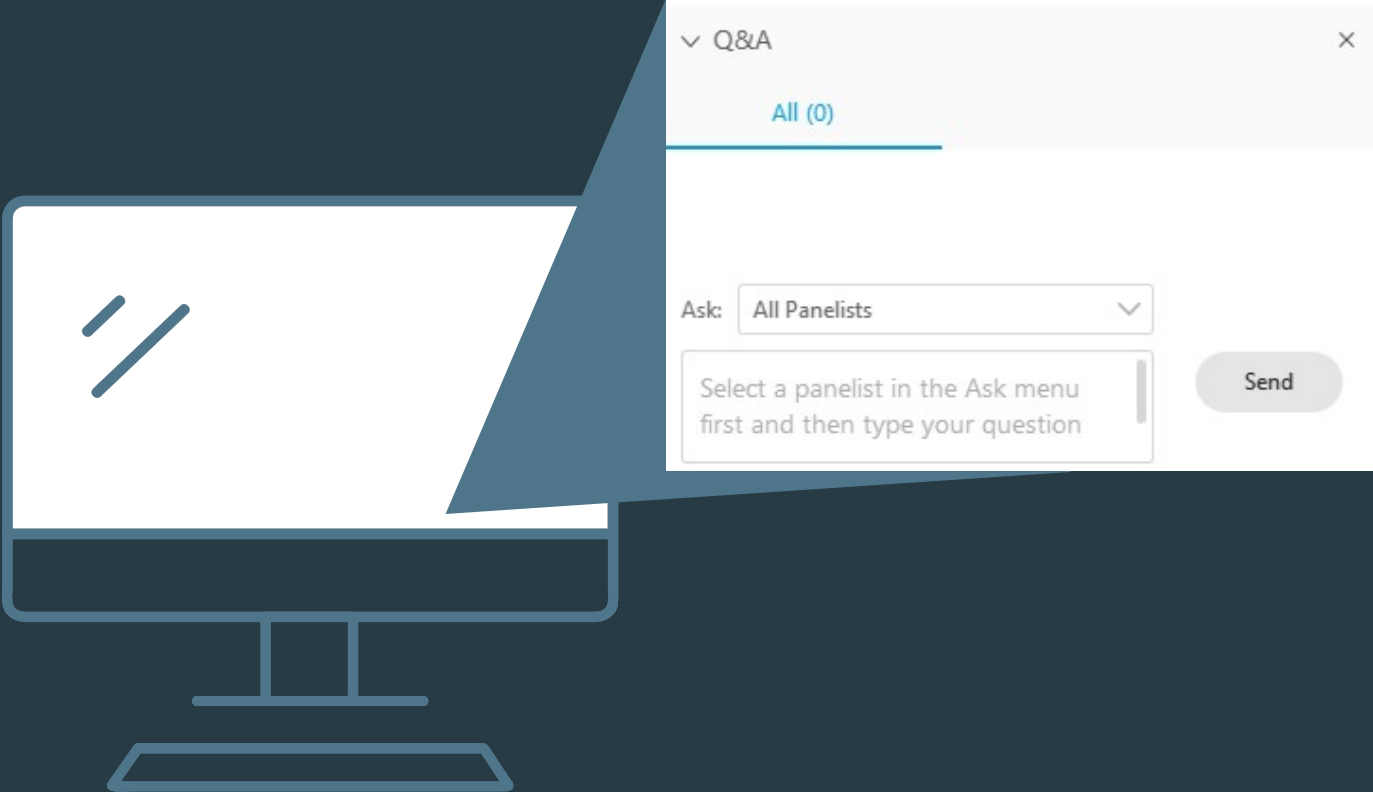 Q&A
All (0)
Ask: All Panelists
Select a panelist in the Ask menu
first and then type your question
Send